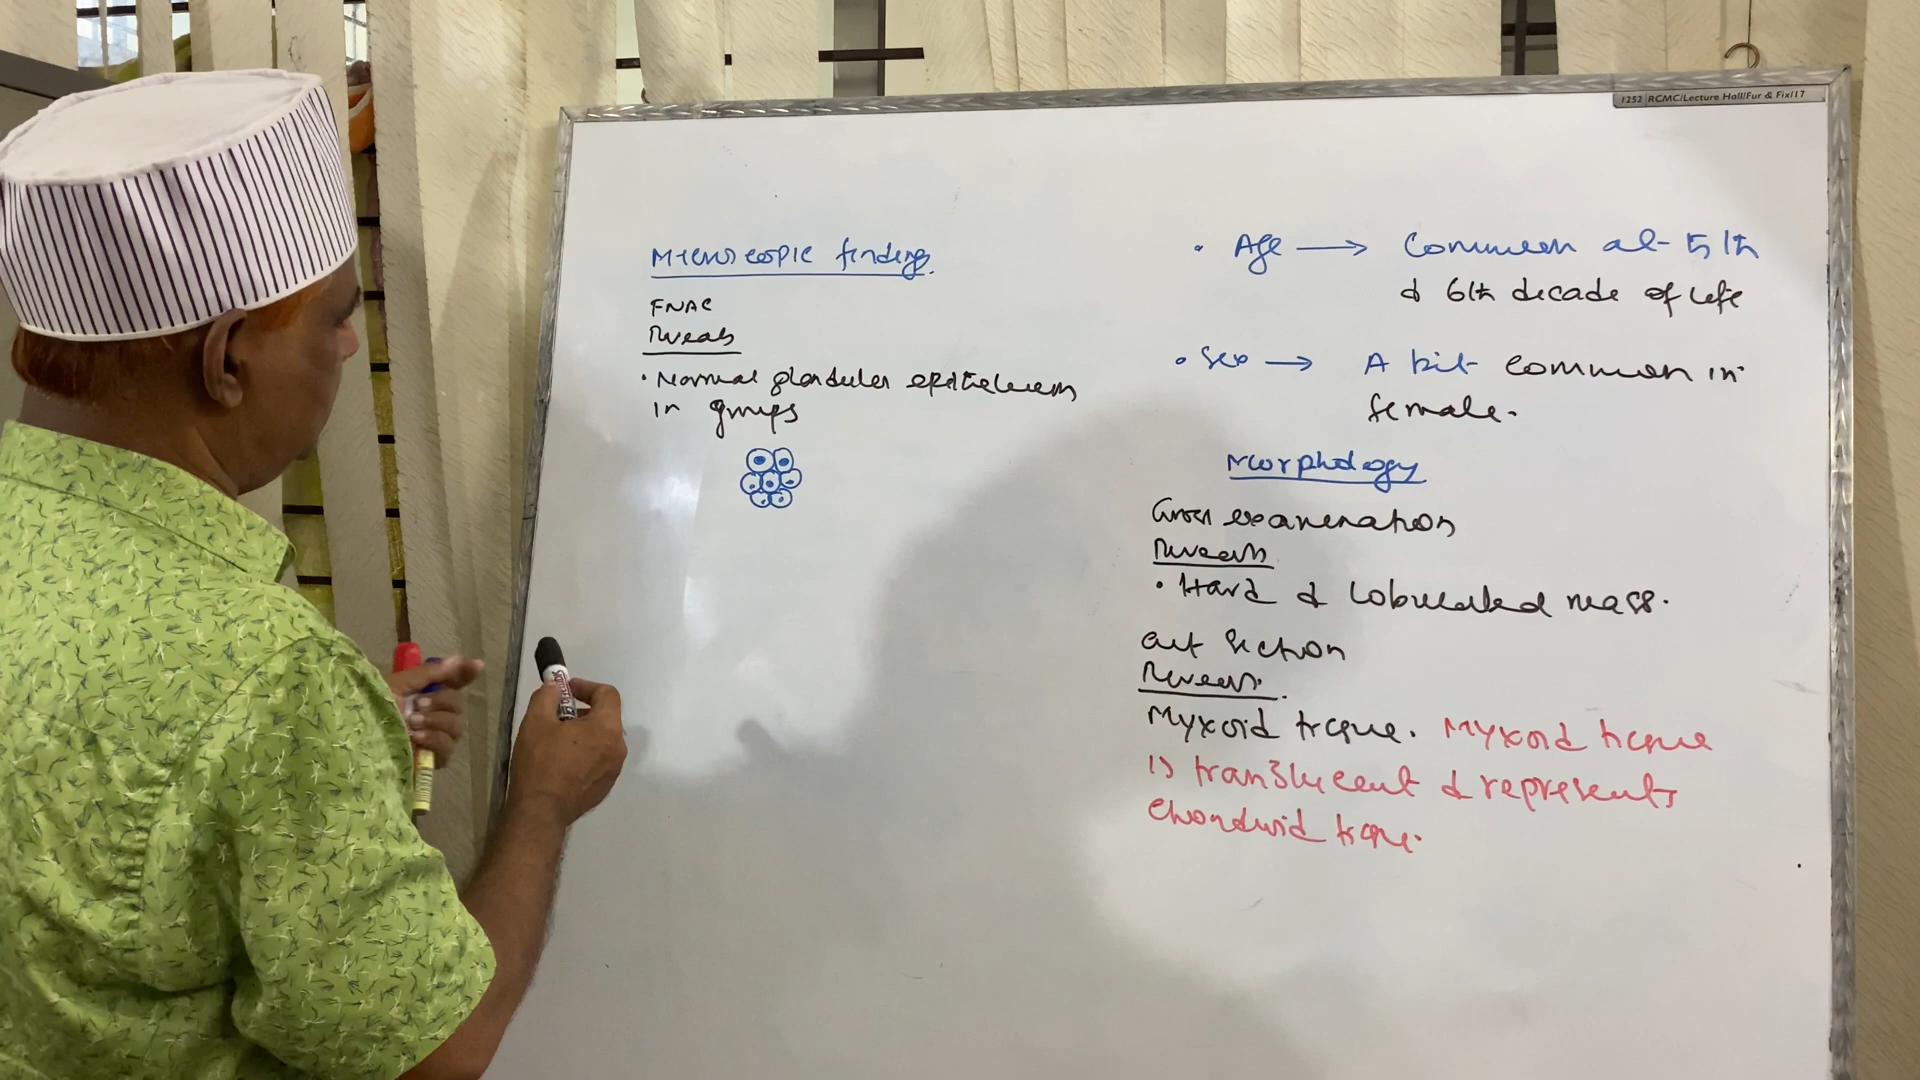 1252 RCMC/Lecture Hall/Fur & Fix/17
Microscopic findings.
FNAC
Reveals
• Normal glandular epithelium
in groups
• Age → Common at 5th
& 6th decade of life
• Sex → A bit common in
female.
Morphology
Gross examination
Reveals
• Hard & Lobulated mass.
Cut section
Reveals.
Myxoid tissue. Myxoid tissue
is translucent & represents
chondroid tissue.